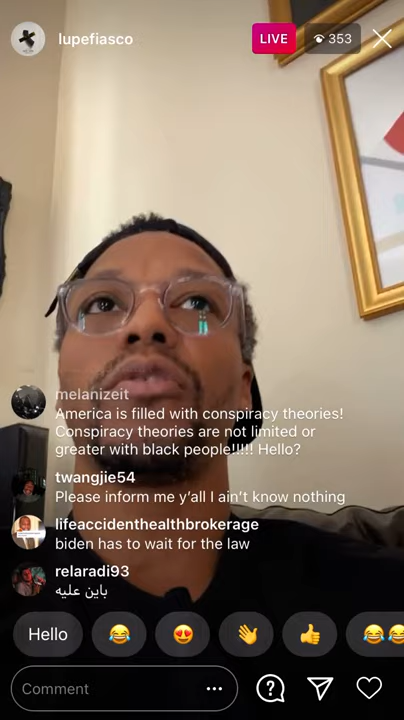 lupefiasco
LIVE
353
melanizeit
America is filled with conspiracy theories!
Conspiracy theories are not limited or
greater with black people!!!!! Hello?
twangjie54
Please inform me y'all I ain't know nothing
lifeaccidenthealthbrokerage
biden has to wait for the law
relaradi93
باين عليه
Hello
Comment